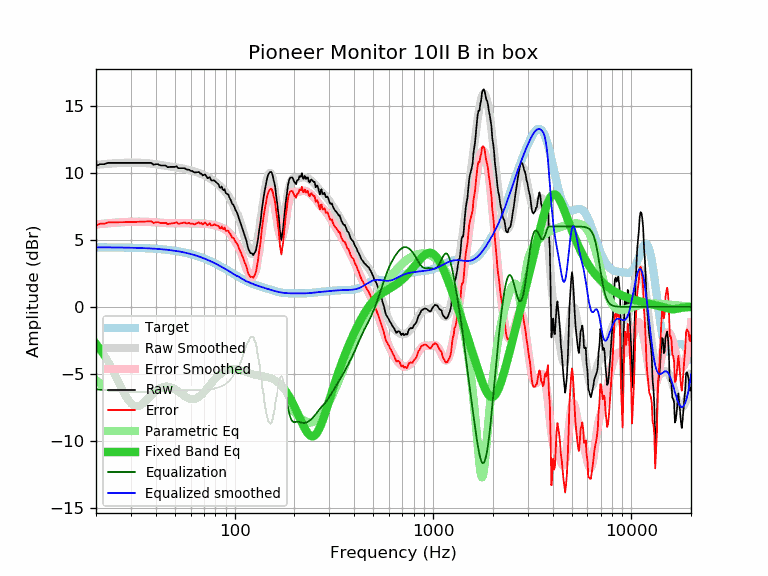 Pioneer Monitor 10II B in box
Amplitude (dBr)
15
10
5
0
−5
−10
−15
Target
Raw Smoothed
Error Smoothed
Raw
Error
Parametric Eq
Fixed Band Eq
Equalization
Equalized smoothed
100
1000
10000
Frequency (Hz)